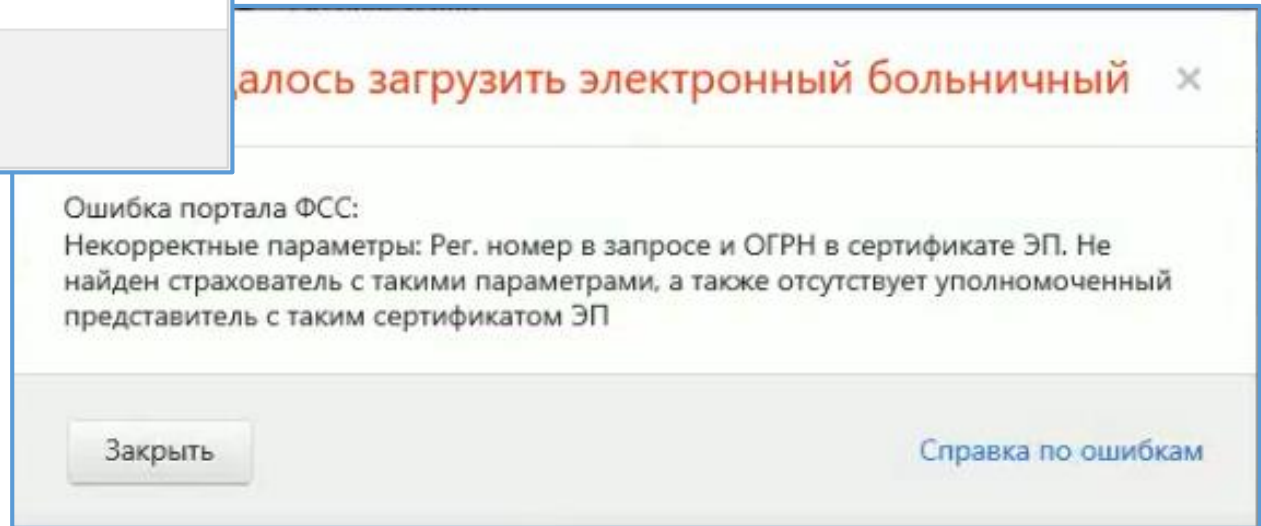 алось загрузить электронный больничный ×
Ошибка портала ФСС:
Некорректные параметры: Рег. номер в запросе и ОГРН в сертификате ЭП. Не
найден страхователь с такими параметрами, а также отсутствует уполномоченный
представитель с таким сертификатом ЭП
Закрыть
Справка по ошибкам